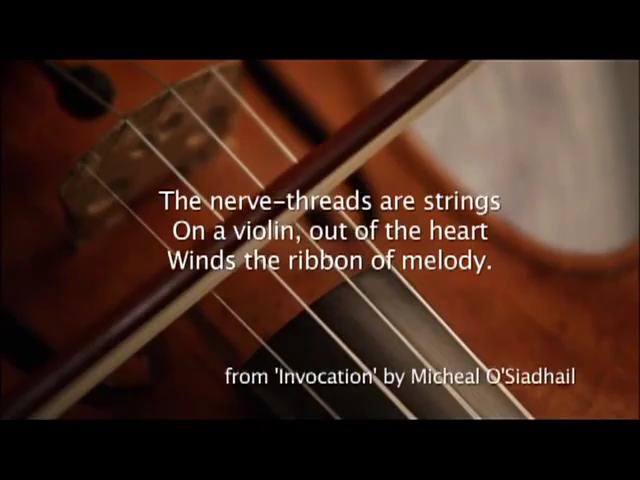 The nerve-threads are strings
On a violin, out of the heart
Winds the ribbon of melody.
from 'Invocation' by Micheal O'Siadhail